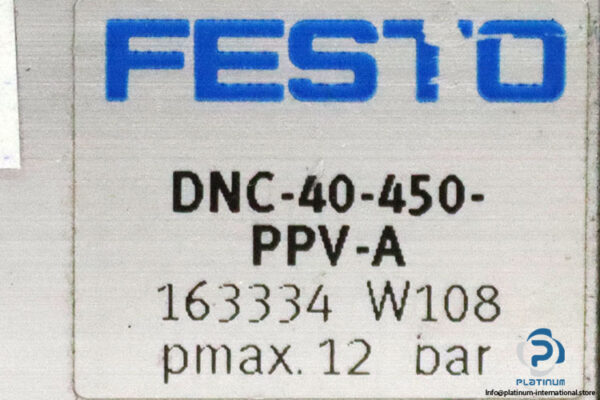 FESTO
DNC-40-450-
PPV-A
163334 W108
pmax. 12 bar
PLATINUM
Info@platinum-international.store